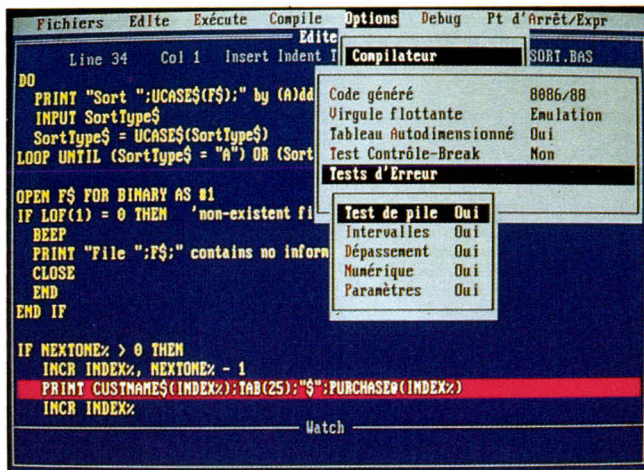 Fichiers EdIte Exécute Compile Options Debug Pt d'Arrêt/Expr
Edite
Line 34 Col 1 Insert Indent T SORT.BAS
Compilateur
DO
PRINT "Sort ";UCASE$(F$);" by (A)dd
INPUT SortType$
SortType$ = UCASE$(SortType$)
LOOP UNTIL (SortType$ = "A") OR (Sort
Code généré 8086/88
Virgule flottante Emulation
Tableau Autodimensionné Oui
Test Contrôle-Break Non
Tests d'Erreur
Test de pile Oui
Intervalles Oui
Dépassement Oui
Numérique Oui
Paramètres Oui
OPEN F$ FOR BINARY AS #1
IF LOF(1) = 0 THEN 'non-existent fi
BEEP
PRINT "File ";F$;" contains no inform
CLOSE
END
END IF
IF NEXTONE% > 0 THEN
INCR INDEX%, NEXTONE% - 1
PRINT CUSTNAME$(INDEX%);TAB(25);"$";PURCHASE@(INDEX%)
INCR INDEX%
Watch